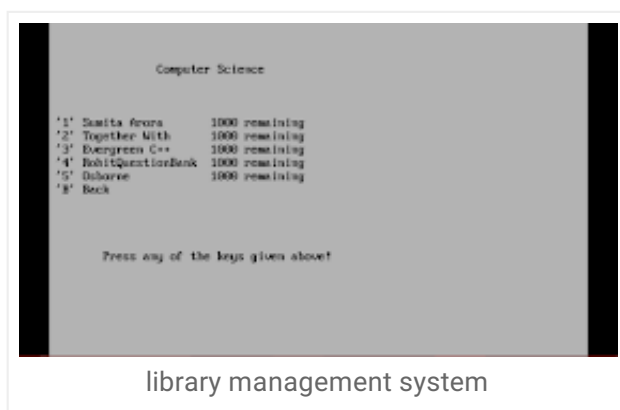 Computer Science
'1' Sumita Arora 1000 remaining
'2' Together With 1000 remaining
'3' Evergreen C++ 1000 remaining
'4' RohitQuestionBank 1000 remaining
'5' Osborne 1000 remaining
'B' Back
Press any of the keys given above!
library management system